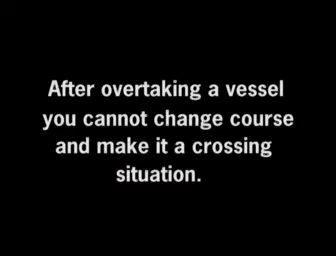 After overtaking a vessel
you cannot change course
and make it a crossing
situation.